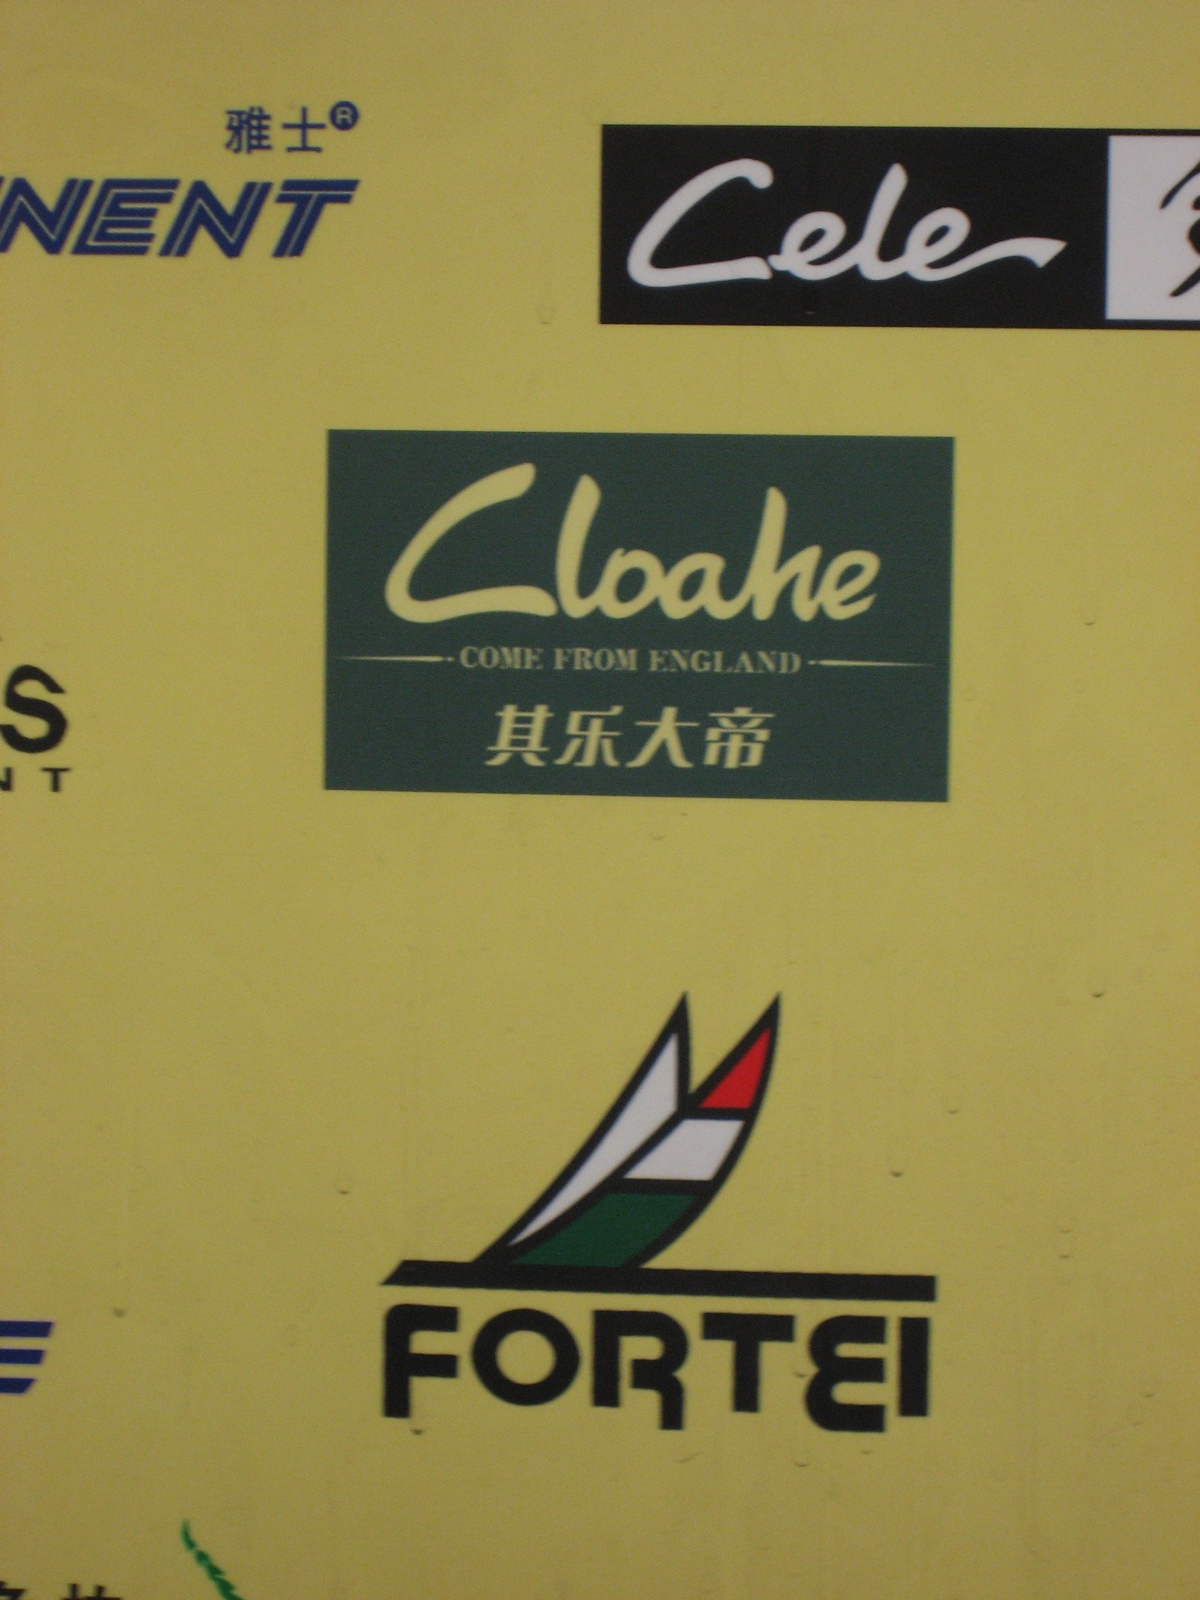 雅士®
NENT
Cele
Cloahe
COME FROM ENGLAND
其乐大帝
S
NT
FORTEI
E